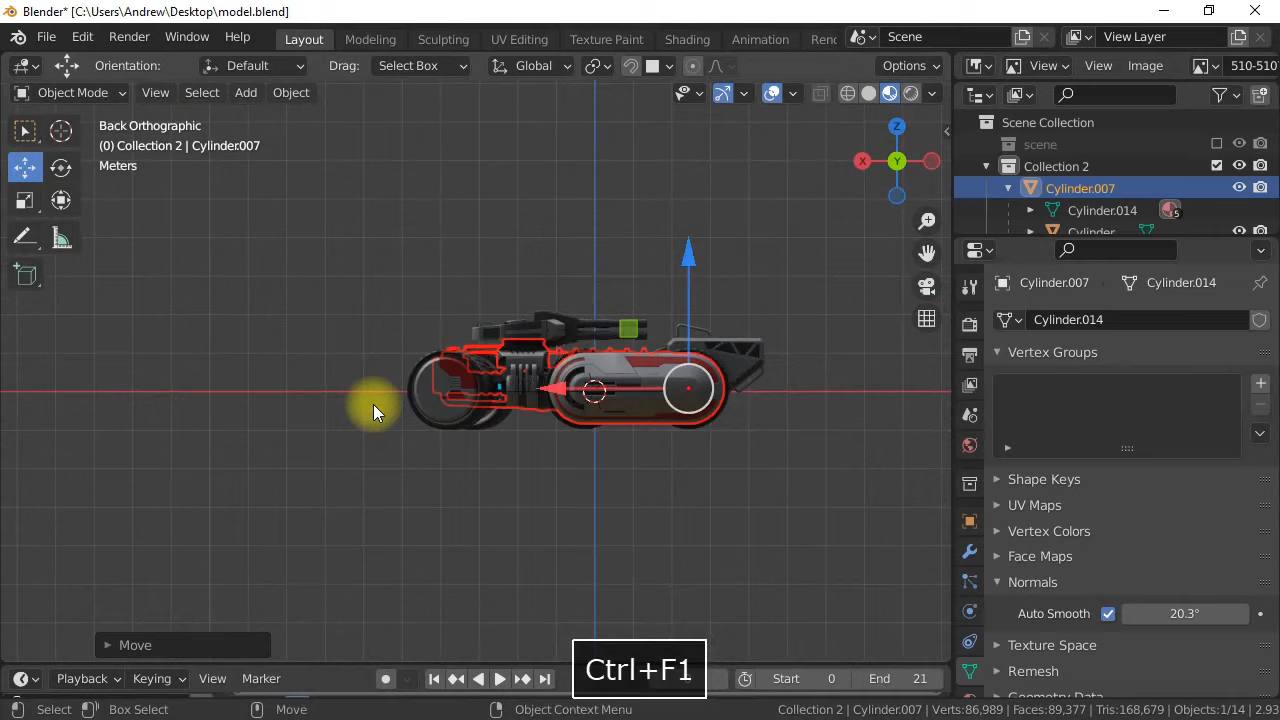 Blender* [C:\Users\Andrew\Desktop\model.blend]
File Edit Render Window Help
Layout Modeling Sculpting UV Editing Texture Paint Shading Animation
Scene
View Layer
Orientation: Default Drag: Select Box Global Options
View View Image 510-510
Object Mode View Select Add Object
Back Orthographic
(0) Collection 2 | Cylinder.007
Meters
Z
X
Y
Scene Collection
scene
Collection 2
Cylinder.007
Cylinder.014 5
Cylinder
Cylinder.007 Cylinder.014
Cylinder.014
Vertex Groups
Shape Keys
UV Maps
Vertex Colors
Face Maps
Normals
Auto Smooth 20.3°
Texture Space
Remesh
Geometry Data
Move
Ctrl+F1
Playback Keying View Marker
Start 0 End 21
Select Box Select Move Object Context Menu
Collection 2 | Cylinder.007 | Verts:86,989 | Faces:89,377 | Tris:168,679 | Objects:1/14 | 2.93